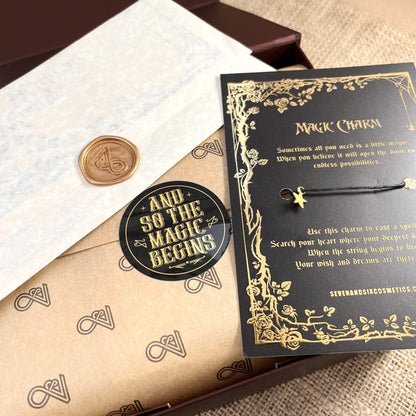 AND
SO THE
MAGIC
BEGINS
MAGIC CHARM
Sometimes all you need is a little magic
When you believe it will open the door to
endless possibilities.
Use this charm to cast a spell
Search your heart where your deepest
When the string begins to
Your wish and dreams are there
SEVENANDSIXCOSMETICS.C